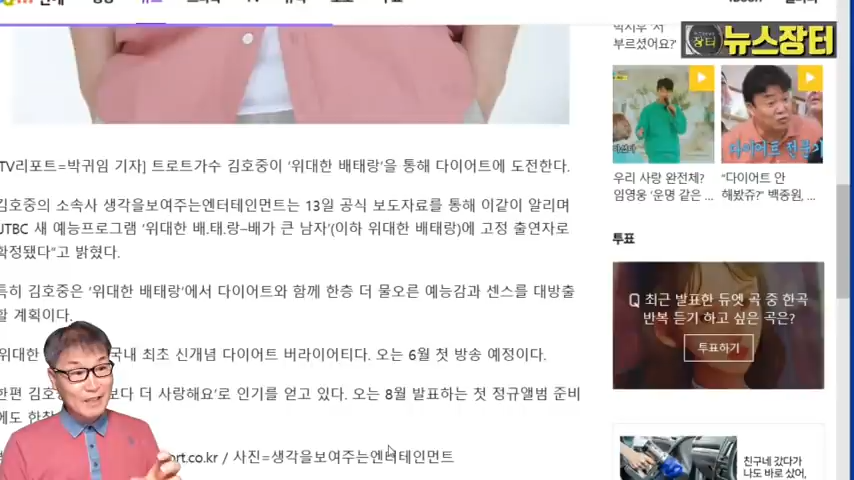 부르셨어요?'
장터
뉴스장터
TV리포트=박귀임 기자] 트로트가수 김호중이 '위대한 배태랑'을 통해 다이어트에 도전한다.
김호중의 소속사 생각을보여주는엔터테인먼트는 13일 공식 보도자료를 통해 이같이 알리며
JTBC 새 예능프로그램 '위대한 배.태.랑–배가 큰 남자'(이하 위대한 배태랑)에 고정 출연자로
확정됐다"고 밝혔다.
특히 김호중은 '위대한 배태랑'에서 다이어트와 함께 한층 더 물오른 예능감과 센스를 대방출
할 계획이다.
위대한
국내 최초 신개념 다이어트 버라이어티다. 오는 6월 첫 방송 예정이다.
한편 김호
보다 더 사랑해요'로 인기를 얻고 있다. 오는 8월 발표하는 첫 정규앨범 준비
에도 한창
ort.co.kr / 사진=생각을보여주는엔터테인먼트
다이어트 전문가
우리 사랑 완전체?
임영웅 '운명 같은 ...
"다이어트 안
해봤쥬?" 백종원, ...
투표
Q 최근 발표한 듀엣 곡 중 한곡
반복 듣기 하고 싶은 곡은?
투표하기
친구네 갔다가
나도 바로 샀어,